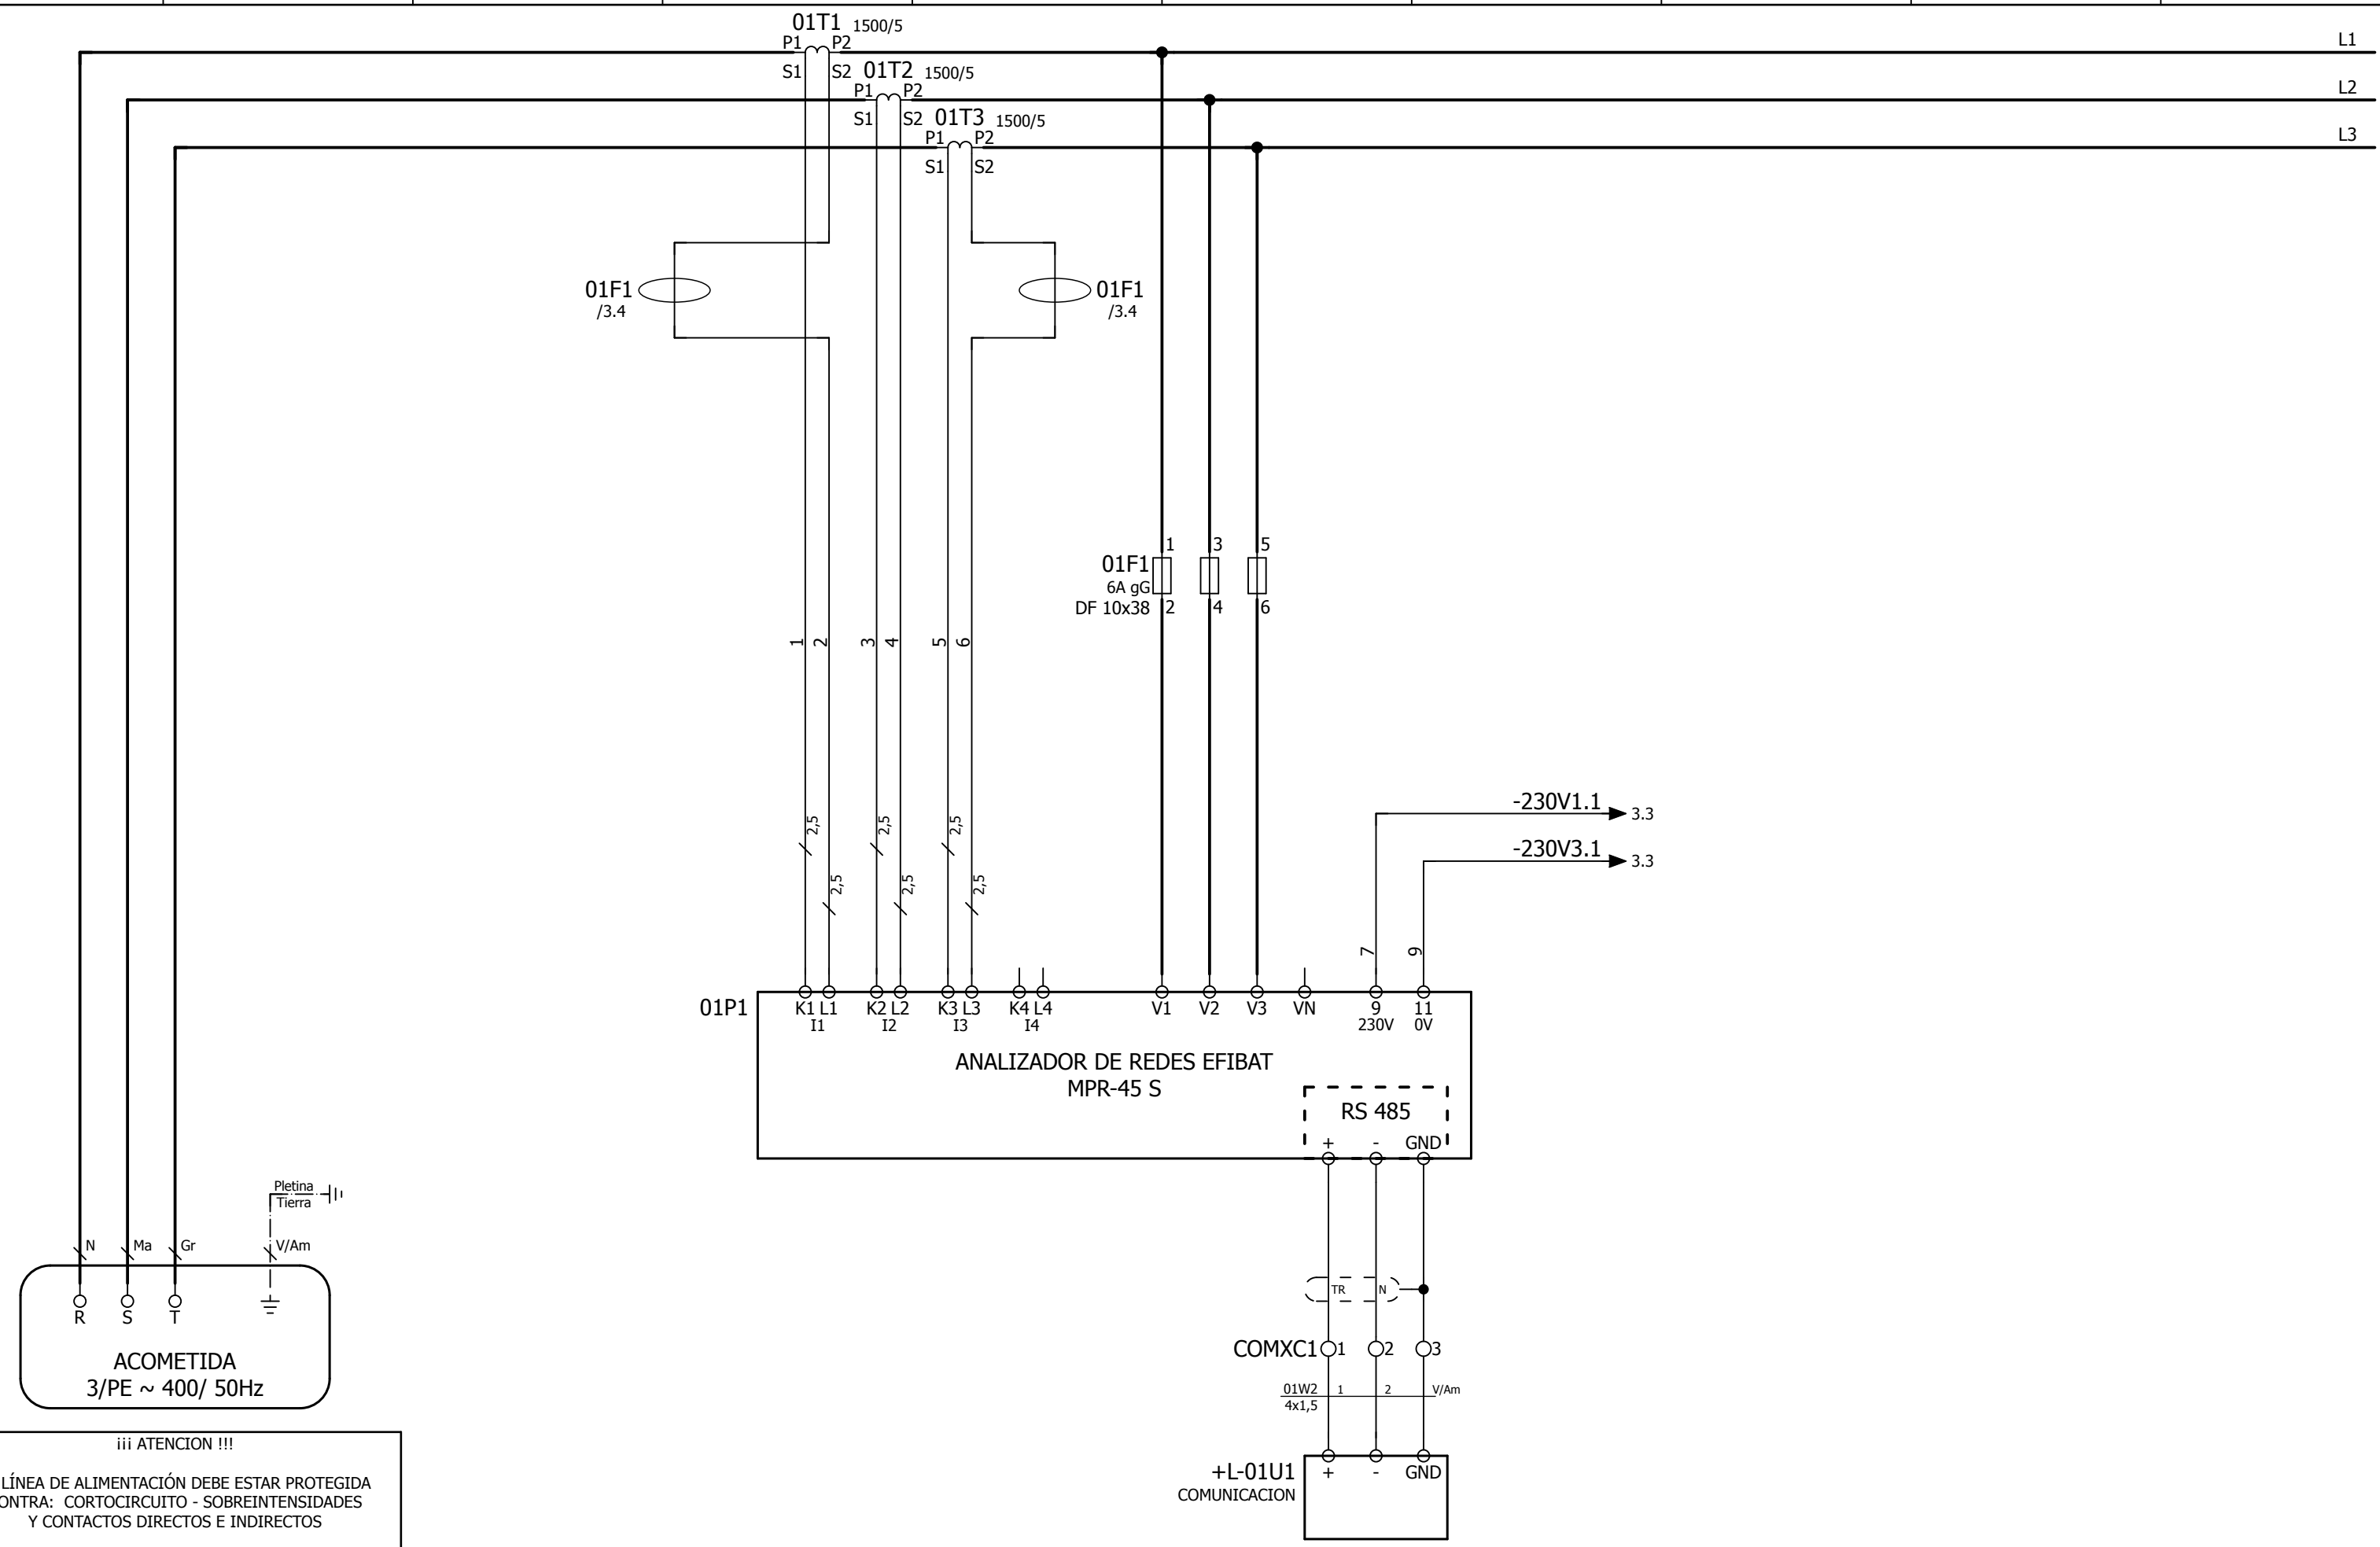 01T1 1500/5
P1 P2
L1
S1 S2 01T2 1500/5
P1 P2
L2
S1 S2 01T3 1500/5
P1 P2
L3
S1 S2
01F1
/3.4
01F1
/3.4
1 3 5
01F1
6A gG
DF 10x38
2 4 6
1 2 3 4 5 6
-230V1.1 3.3
-230V3.1 3.3
2,5 2,5 2,5
2,5 2,5 2,5
7 9
01P1
K1 L1 K2 L2 K3 L3 K4 L4 V1 V2 V3 VN 9 11
I1 I2 I3 I4 230V 0V
ANALIZADOR DE REDES EFIBAT
MPR-45 S
RS 485
+ - GND
Pletina
Tierra
N Ma Gr V/Am
R S T
ACOMETIDA
3/PE ~ 400/ 50Hz
TR N
COMXC1 1 2 3
01W2 1 2 V/Am
4x1,5
+L-01U1
COMUNICACION
+ - GND
¡¡¡ ATENCION !!!
LÍNEA DE ALIMENTACIÓN DEBE ESTAR PROTEGIDA
ONTRA: CORTOCIRCUITO - SOBREINTENSIDADES
Y CONTACTOS DIRECTOS E INDIRECTOS